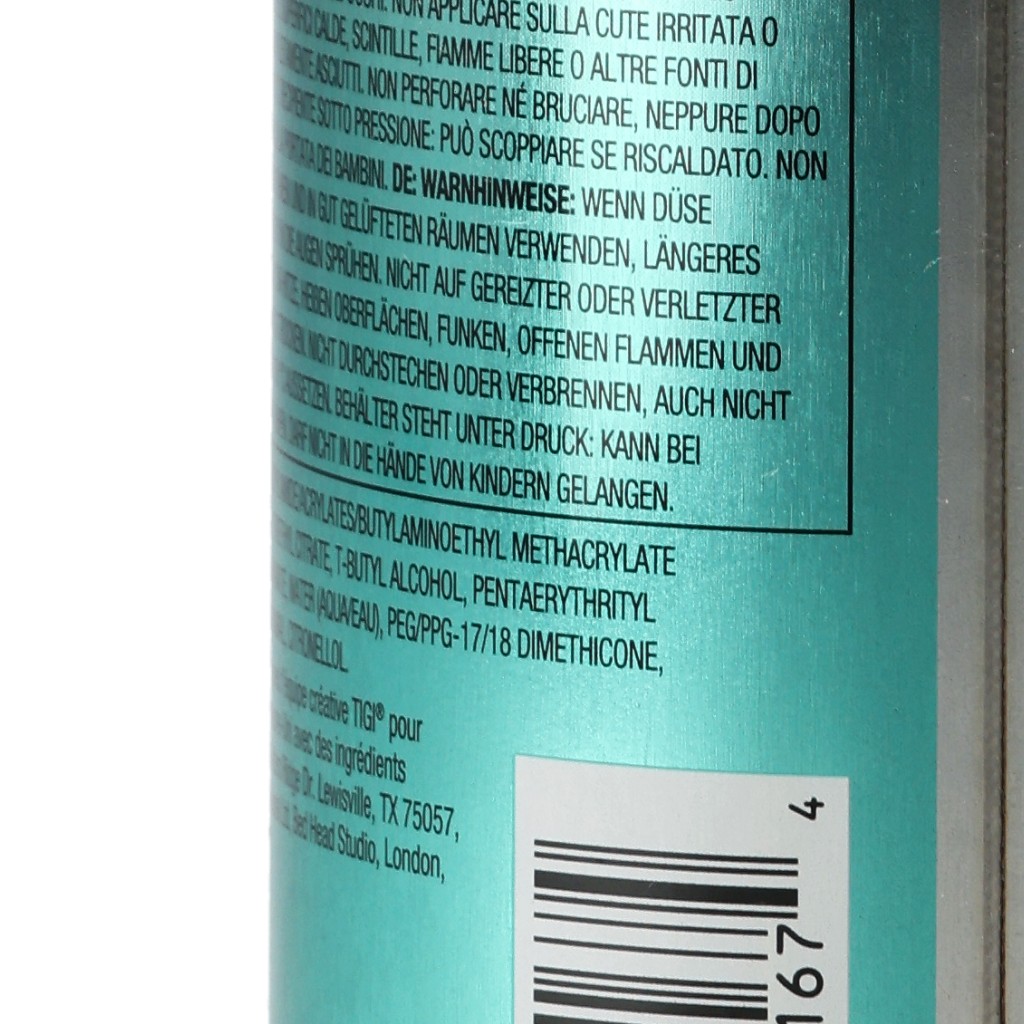 NON APPLICARE SULLA CUTE IRRITATA O
CALDE, SCINTILLE, FIAMME LIBERE O ALTRE FONTI DI
ASCIUTTI. NON PERFORARE NÉ BRUCIARE, NEPPURE DOPO
SOTTO PRESSIONE: PUÒ SCOPPIARE SE RISCALDATO. NON
DEI BAMBINI. DE: WARNHINWEISE: WENN DÜSE
UND IN GUT GELÜFTETEN RÄUMEN VERWENDEN, LÄNGERES
AUGEN SPRÜHEN. NICHT AUF GEREIZTER ODER VERLETZTER
HEIßEN OBERFLÄCHEN, FUNKEN, OFFENEN FLAMMEN UND
NICHT DURCHSTECHEN ODER VERBRENNEN, AUCH NICHT
BEHÄLTER STEHT UNTER DRUCK: KANN BEI
DARF NICHT IN DIE HÄNDE VON KINDERN GELANGEN.
ACRYLATES/BUTYLAMINOETHYL METHACRYLATE
CITRATE, T-BUTYL ALCOHOL, PENTAERYTHRITYL
WATER (AQUA/EAU), PEG/PPG-17/18 DIMETHICONE,
CITRONELLOL.
créative TIGI® pour
avec des ingrédients
Dr. Lewisville, TX 75057,
Bed Head Studio, London,
4
167